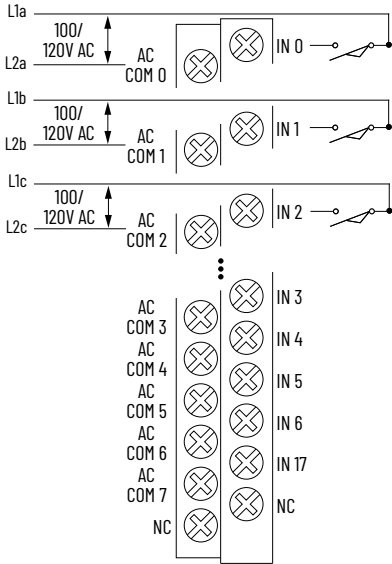 L1a
100/
120V AC
L2a
AC
COM 0
IN 0
L1b
100/
120V AC
L2b
AC
COM 1
IN 1
L1c
100/
120V AC
L2c
AC
COM 2
IN 2
IN 3
AC
COM 3
IN 4
AC
COM 4
IN 5
AC
COM 5
IN 6
AC
COM 6
IN 17
AC
COM 7
NC
NC